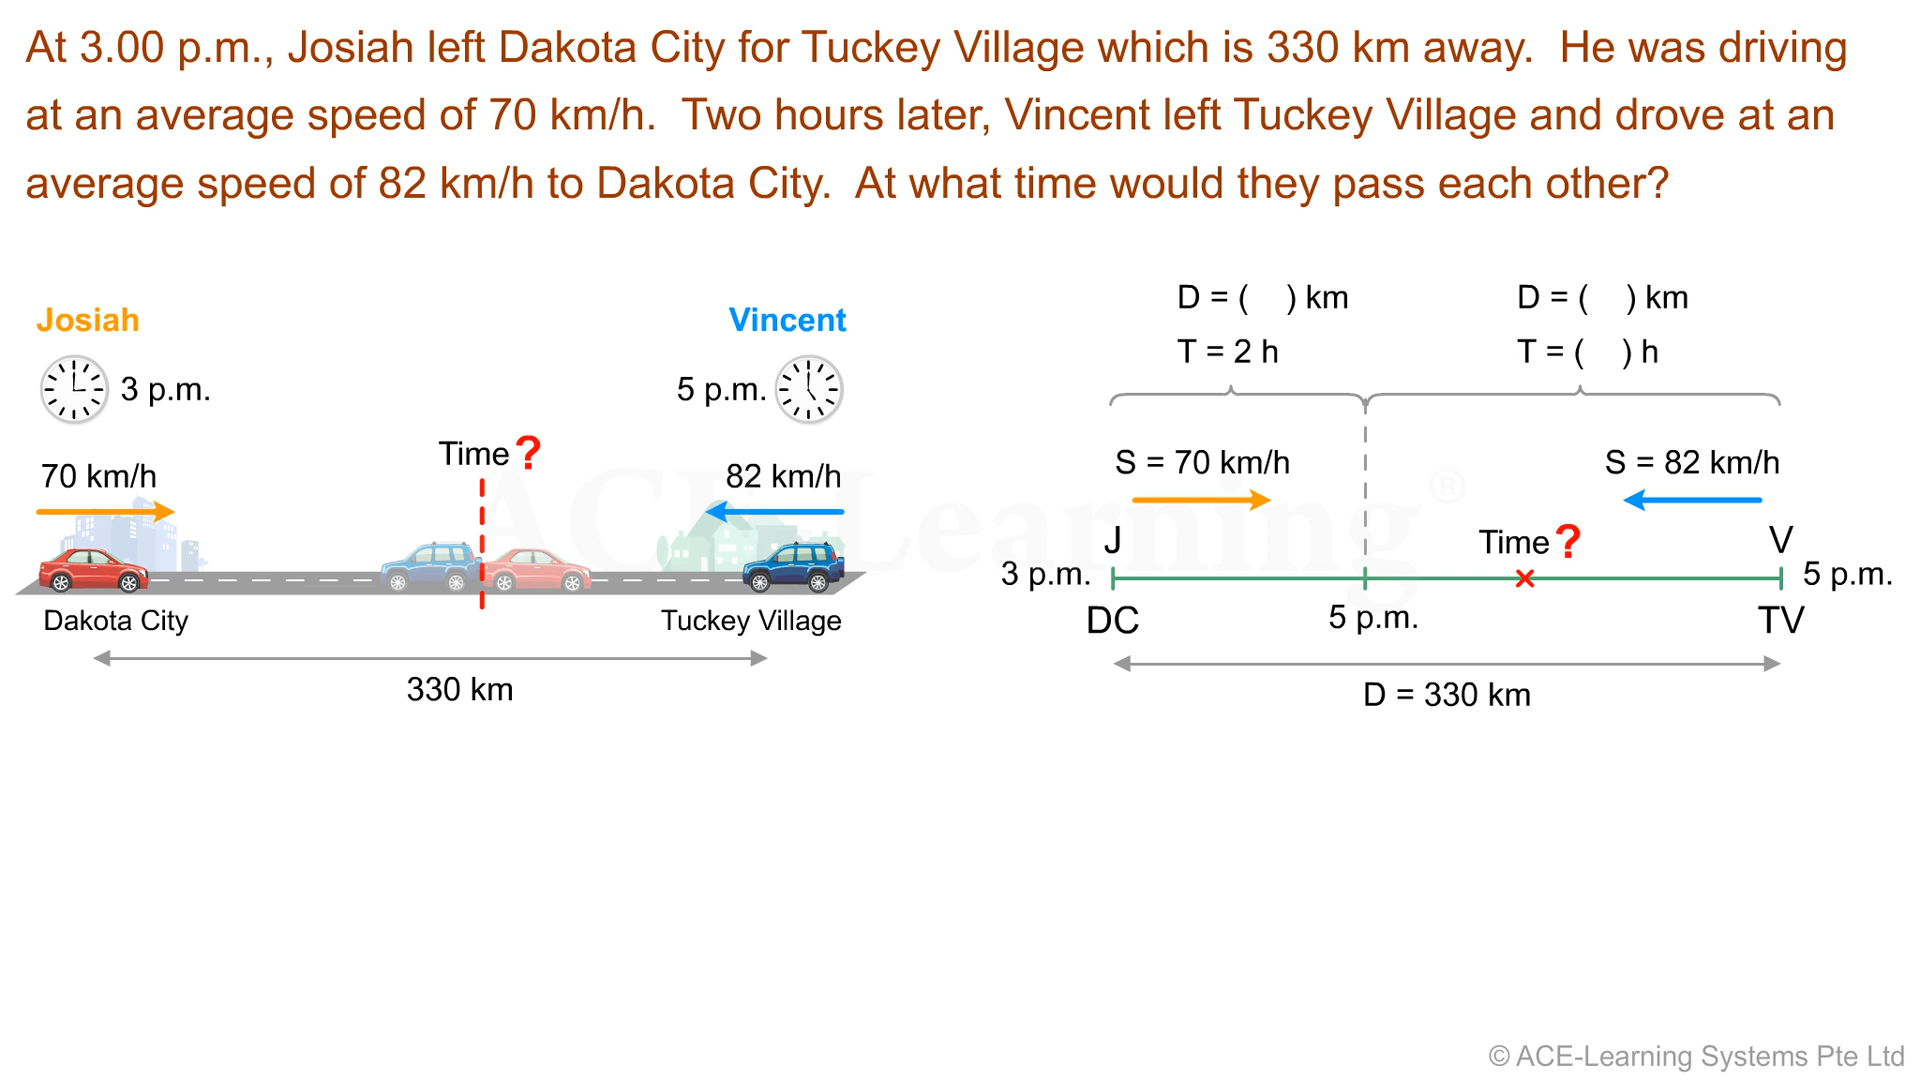 At 3.00 p.m., Josiah left Dakota City for Tuckey Village which is 330 km away. He was driving
at an average speed of 70 km/h. Two hours later, Vincent left Tuckey Village and drove at an
average speed of 82 km/h to Dakota City. At what time would they pass each other?
Josiah
Vincent
3 p.m.
5 p.m.
Time ?
70 km/h
82 km/h
Dakota City
Tuckey Village
330 km
D = ( ) km
D = ( ) km
T = 2 h
T = ( ) h
S = 70 km/h
S = 82 km/h
J
Time ?
V
3 p.m.
5 p.m.
DC
5 p.m.
TV
D = 330 km
ACE-Learning ®
© ACE-Learning Systems Pte Ltd